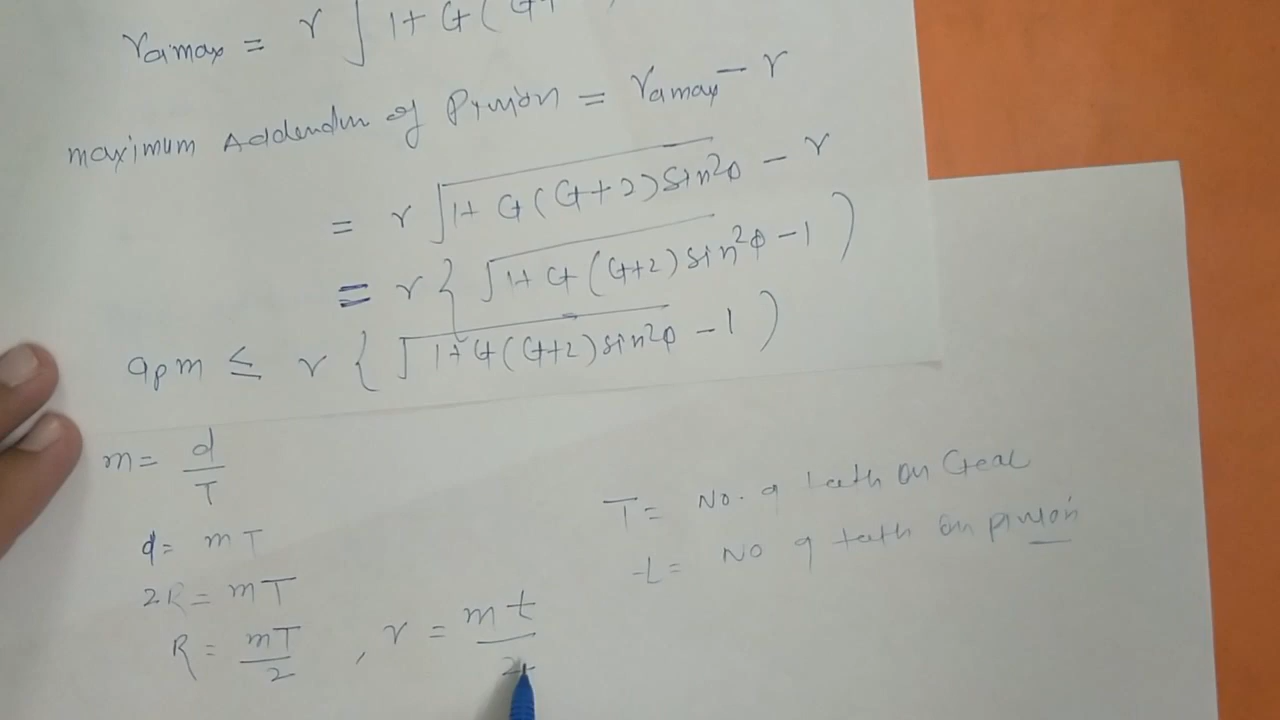 ramax = r √1+ G(G+
maximum Addendum of Pinion = ramax − r
= r √1+ G(G+2)sin²φ − r
= r { √1+ G(G+2)sin²φ −1 )
apm ≤ r { √1+G(G+2)sin²φ −1 )
m= d/T
d= mT
2R= mT
R= mT/2 , r = mt/2
T= No. of teeth on Gear
t= No of teeth on pinion